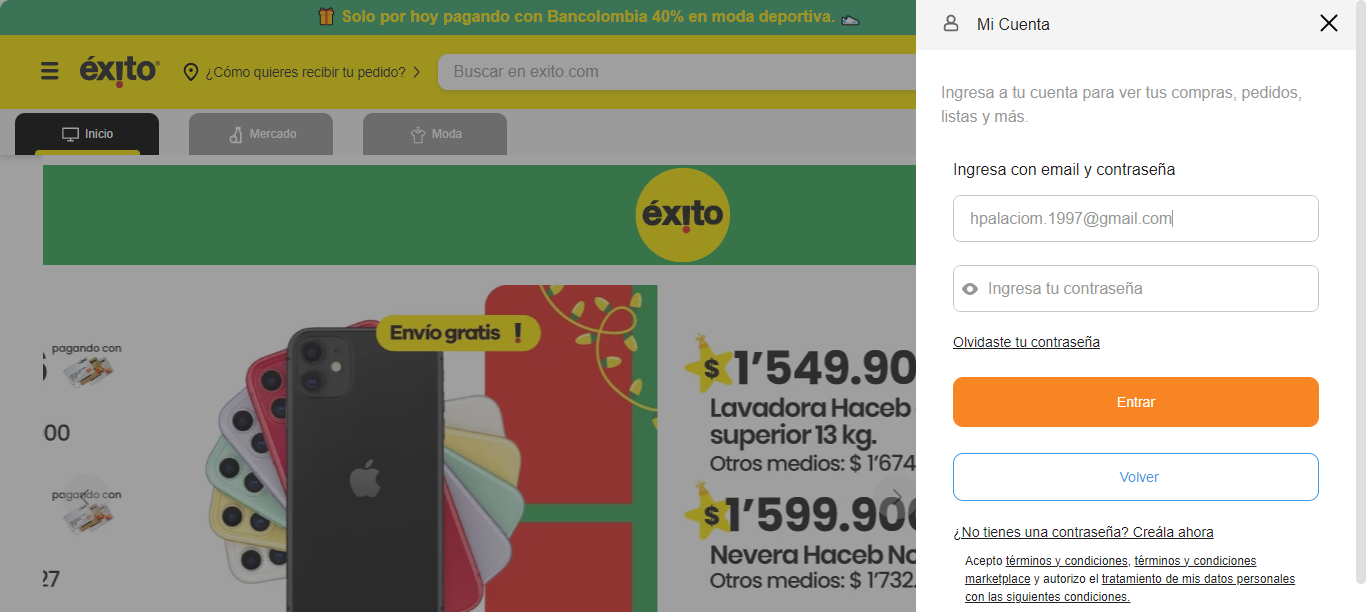 Solo por hoy pagando con Bancolombia 40% en moda deportiva.
éxito
¿Cómo quieres recibir tu pedido?
Buscar en exito.com
Inicio
Mercado
Moda
éxito
pagando con
00
pagando con
27
Envío gratis !
$1'549.90
Lavadora Haceb
superior 13 kg.
Otros medios: $ 1'674
$1'599.90
Nevera Haceb No
Otros medios: $ 1'732.
Mi Cuenta
Ingresa a tu cuenta para ver tus compras, pedidos,
listas y más.
Ingresa con email y contraseña
hpalaciom.1997@gmail.com
Ingresa tu contraseña
Olvidaste tu contraseña
Entrar
Volver
¿No tienes una contraseña? Creála ahora
Acepto términos y condiciones, términos y condiciones
marketplace y autorizo el tratamiento de mis datos personales
con las siguientes condiciones.